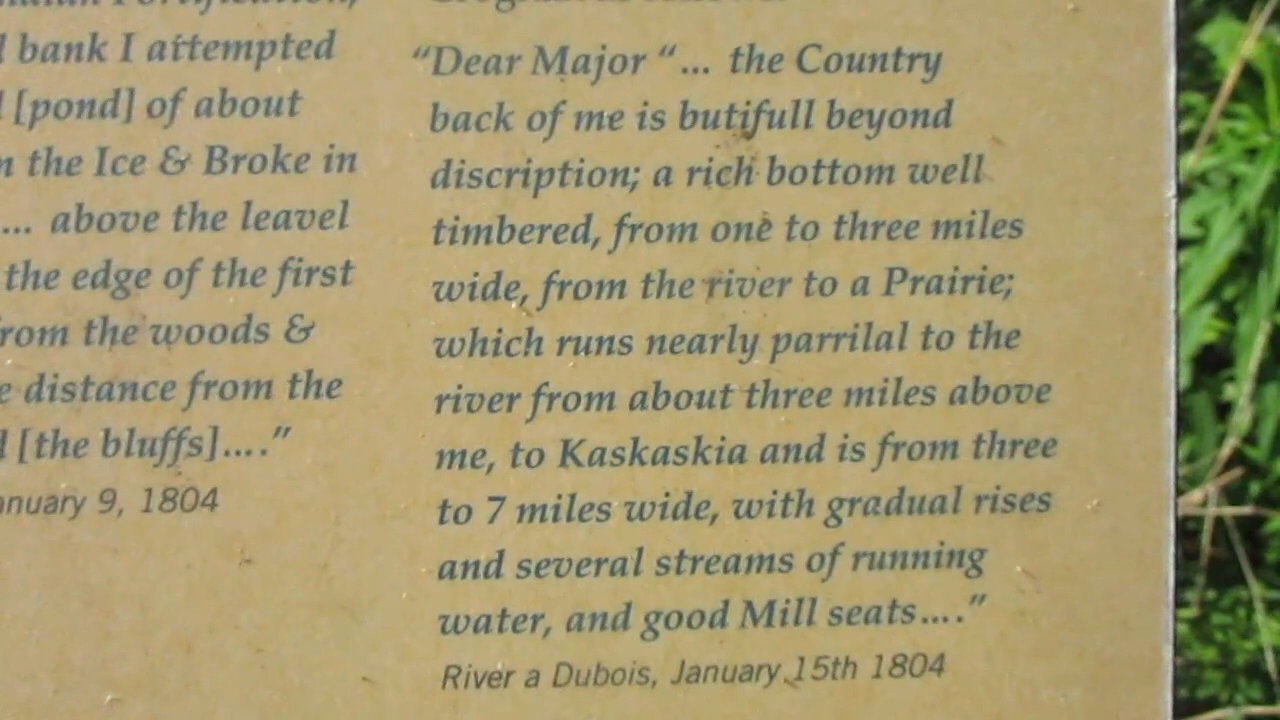 bank I attempted
[pond] of about
the Ice & Broke in
... above the leavel
the edge of the first
the woods &
distance from the
[the bluffs]...."
9, 1804
"Dear Major "... the Country
back of me is butifull beyond
discription; a rich bottom well
timbered, from one to three miles
wide, from the river to a Prairie;
which runs nearly parrilal to the
river from about three miles above
me, to Kaskaskia and is from three
to 7 miles wide, with gradual rises
and several streams of running
water, and good Mill seats...."
River a Dubois, January 15th 1804